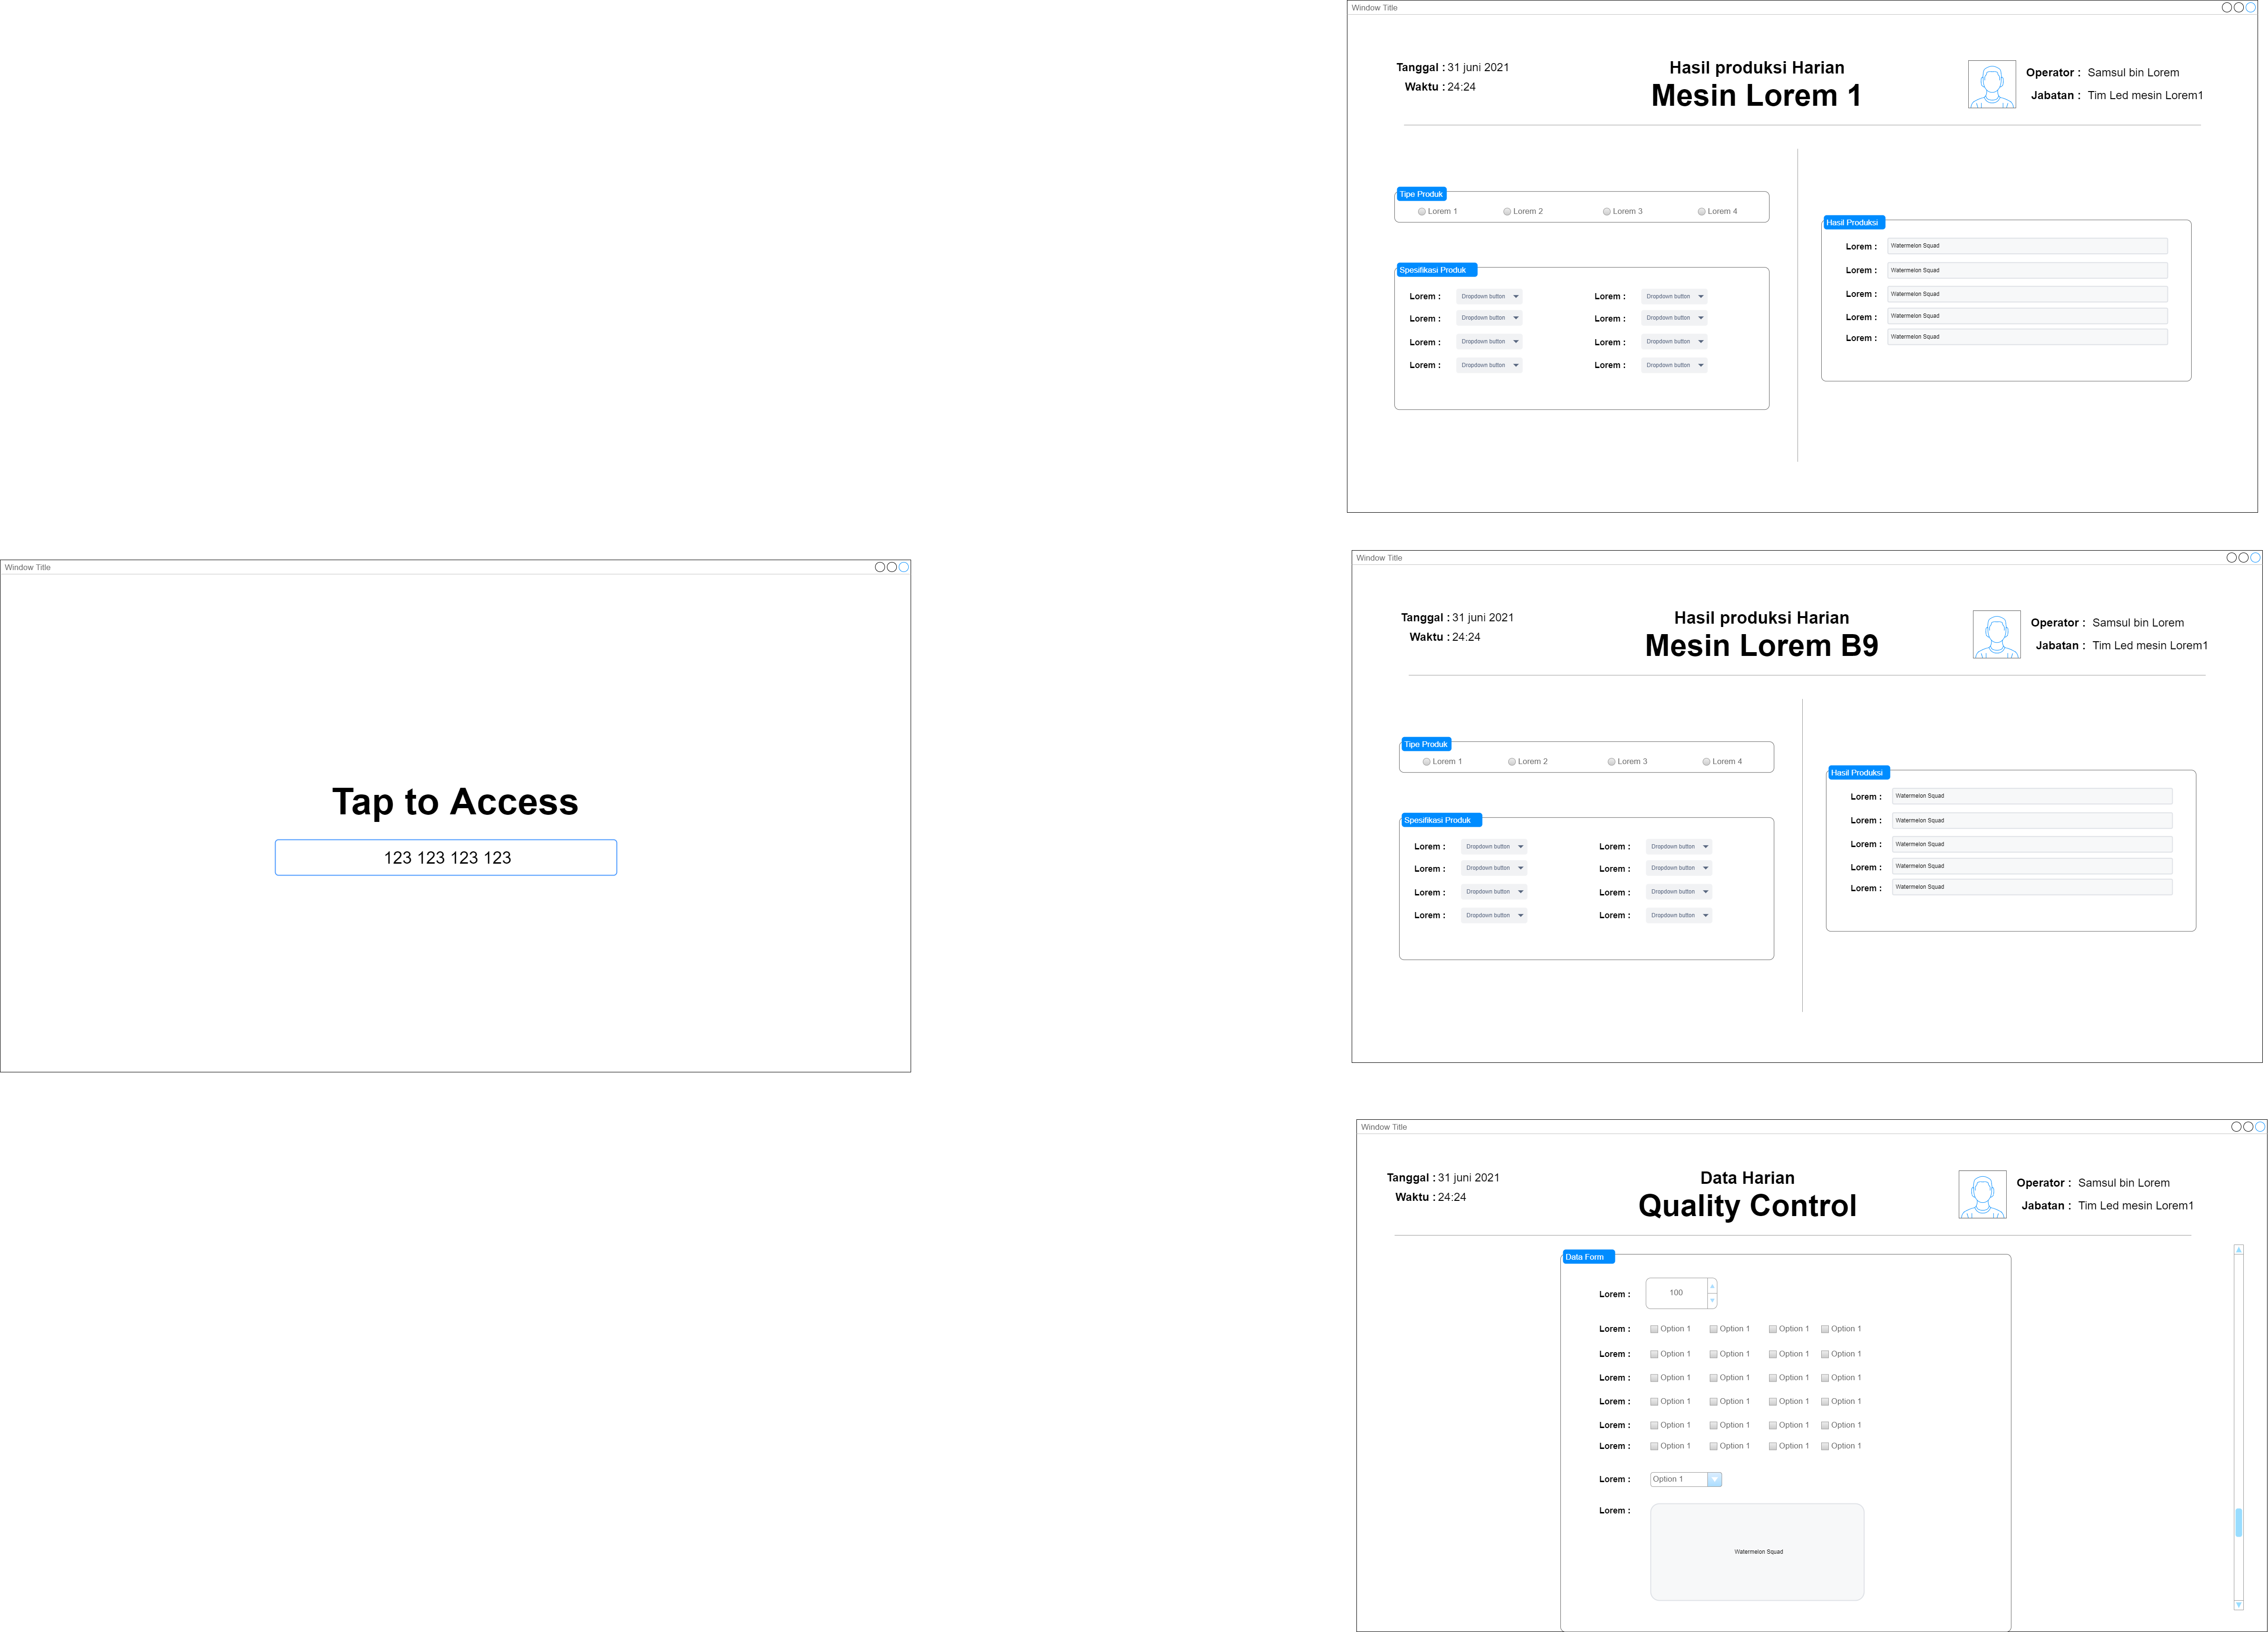 Window Title
Tanggal : 31 juni 2021
Waktu : 24:24
Hasil produksi Harian
Mesin Lorem 1
Operator : Samsul bin Lorem
Jabatan : Tim Led mesin Lorem1
Tipe Produk
Lorem 1 Lorem 2 Lorem 3 Lorem 4
Spesifikasi Produk
Lorem : Dropdown button Lorem : Dropdown button
Lorem : Dropdown button Lorem : Dropdown button
Lorem : Dropdown button Lorem : Dropdown button
Lorem : Dropdown button Lorem : Dropdown button
Hasil Produksi
Lorem : Watermelon Squad
Lorem : Watermelon Squad
Lorem : Watermelon Squad
Lorem : Watermelon Squad
Lorem : Watermelon Squad
Window Title
Tap to Access
123 123 123 123
Window Title
Tanggal : 31 juni 2021
Waktu : 24:24
Hasil produksi Harian
Mesin Lorem B9
Operator : Samsul bin Lorem
Jabatan : Tim Led mesin Lorem1
Tipe Produk
Lorem 1 Lorem 2 Lorem 3 Lorem 4
Spesifikasi Produk
Lorem : Dropdown button Lorem : Dropdown button
Lorem : Dropdown button Lorem : Dropdown button
Lorem : Dropdown button Lorem : Dropdown button
Lorem : Dropdown button Lorem : Dropdown button
Hasil Produksi
Lorem : Watermelon Squad
Lorem : Watermelon Squad
Lorem : Watermelon Squad
Lorem : Watermelon Squad
Lorem : Watermelon Squad
Window Title
Tanggal : 31 juni 2021
Waktu : 24:24
Data Harian
Quality Control
Operator : Samsul bin Lorem
Jabatan : Tim Led mesin Lorem1
Data Form
Lorem : 100
Lorem : Option 1 Option 1 Option 1 Option 1
Lorem : Option 1 Option 1 Option 1 Option 1
Lorem : Option 1 Option 1 Option 1 Option 1
Lorem : Option 1 Option 1 Option 1 Option 1
Lorem : Option 1 Option 1 Option 1 Option 1
Lorem : Option 1 Option 1 Option 1 Option 1
Lorem : Option 1
Lorem :
Watermelon Squad